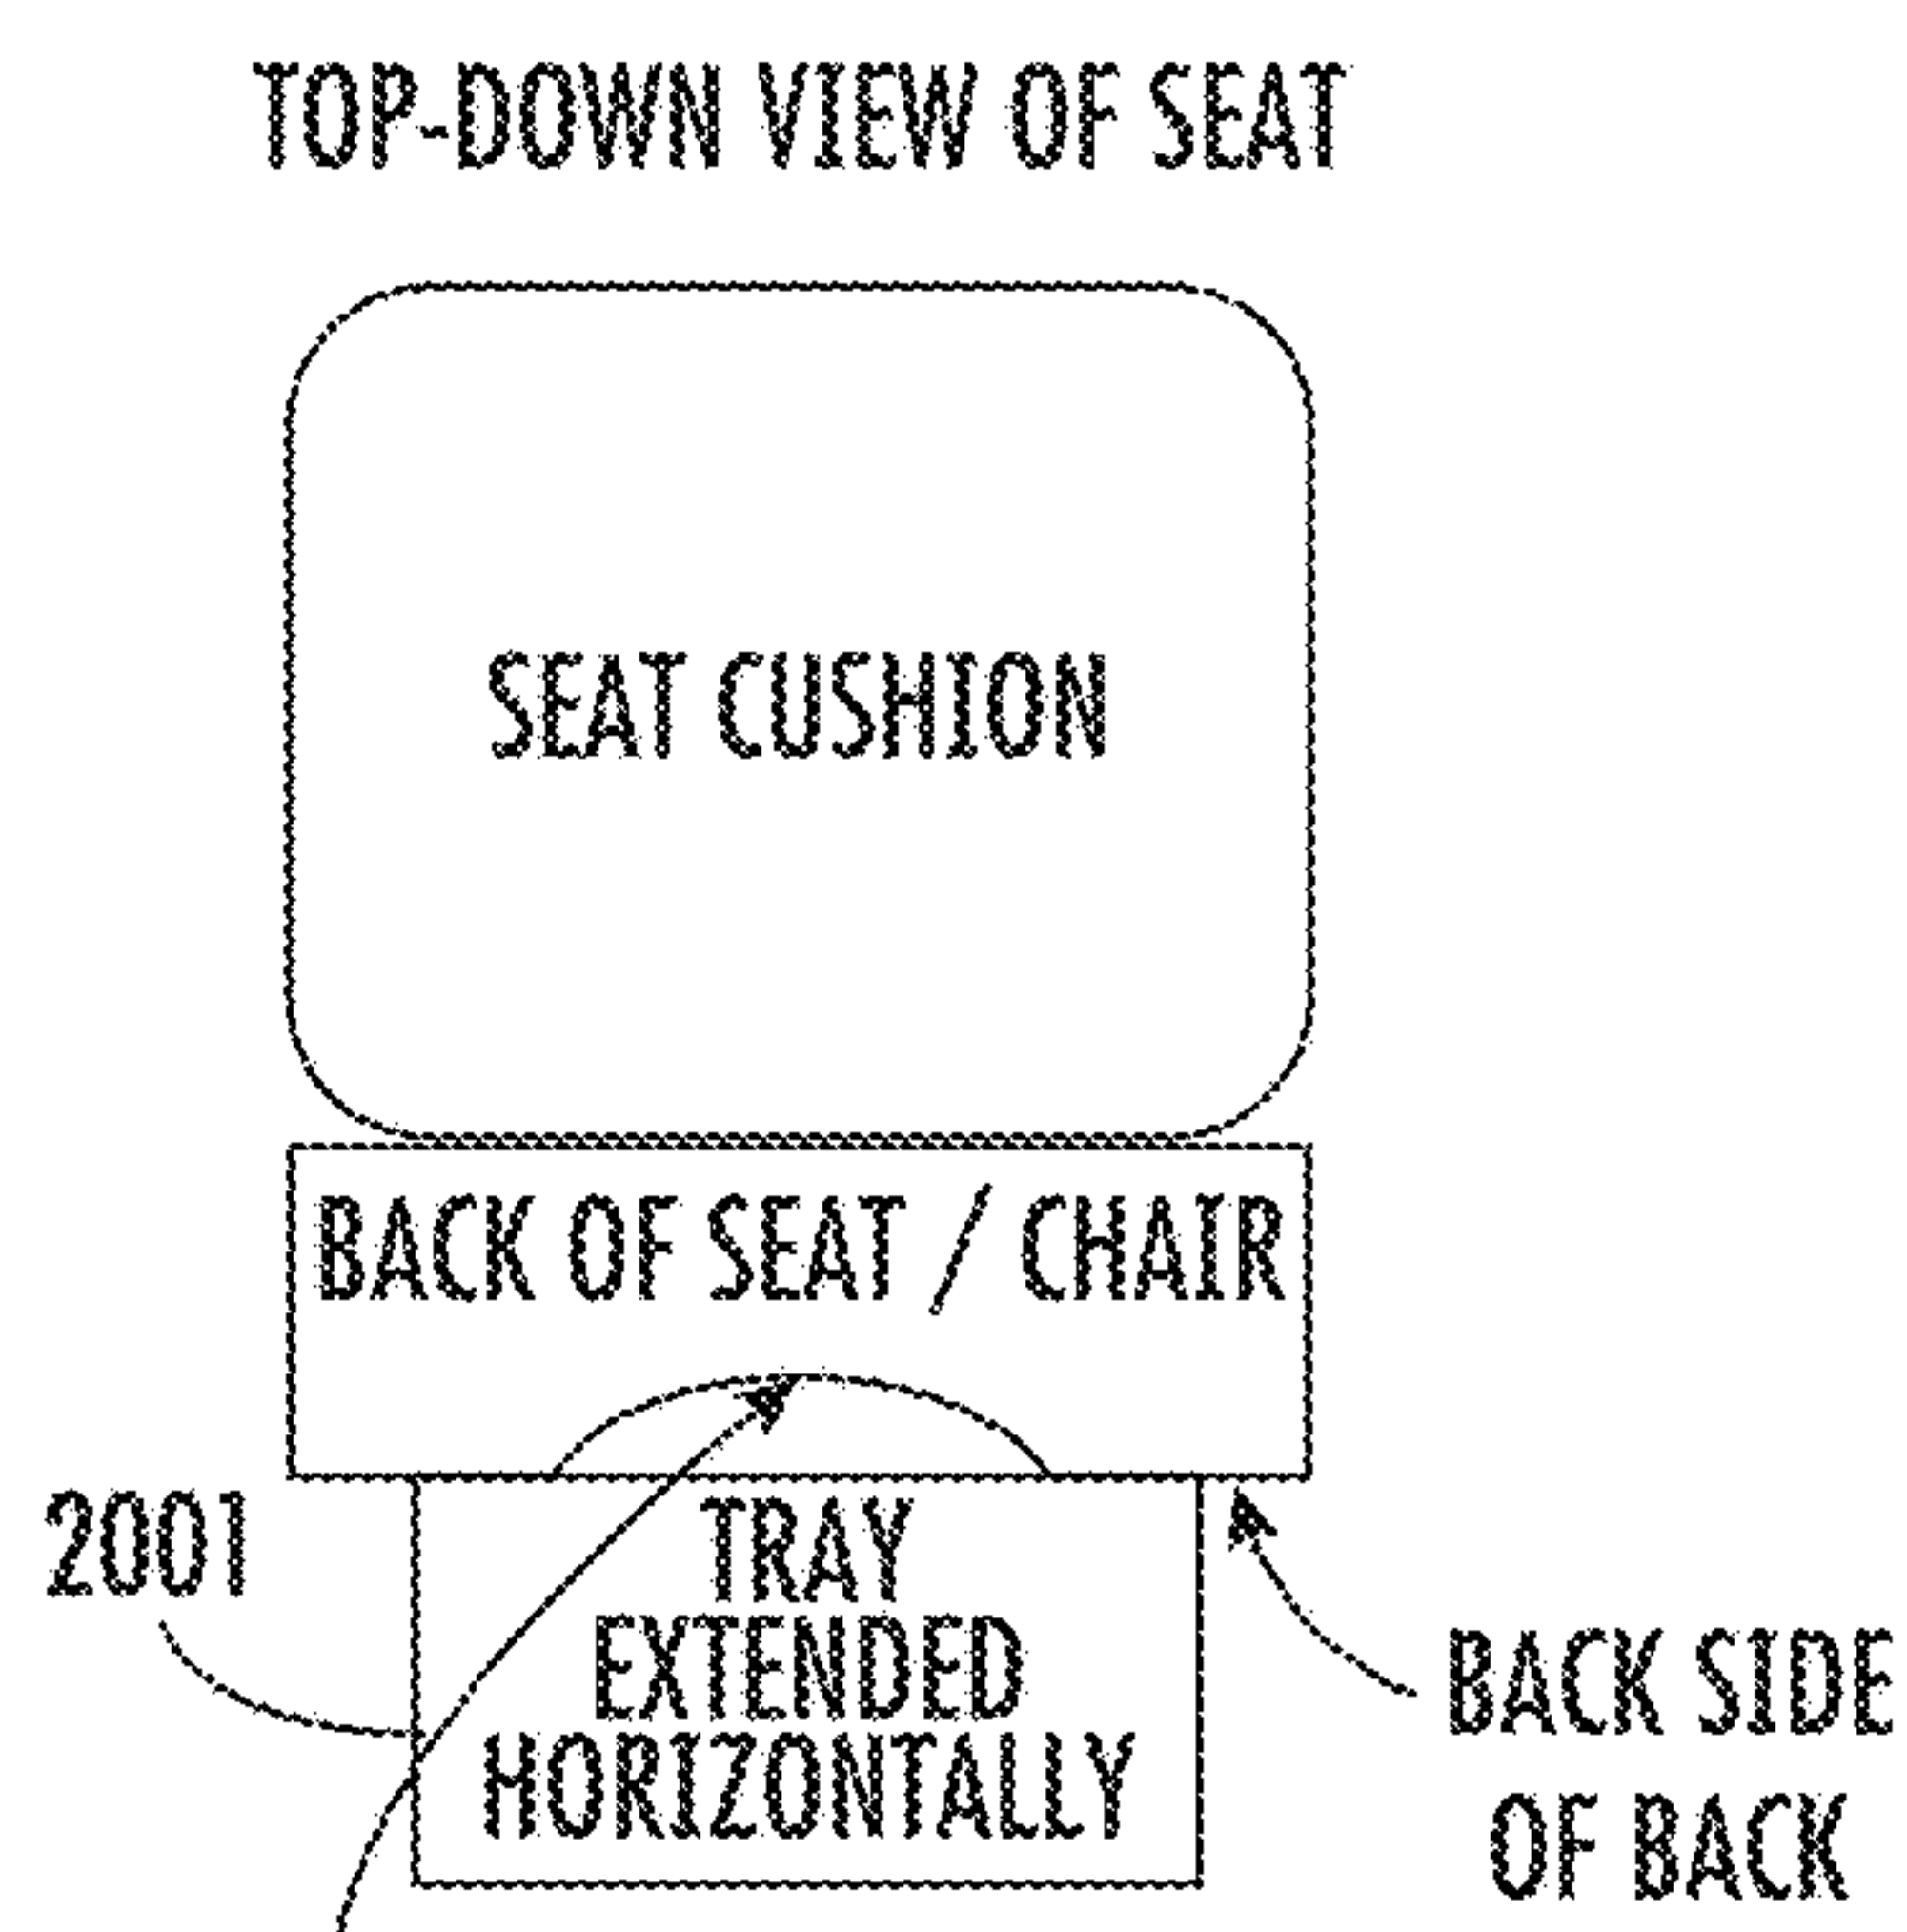 TOP-DOWN VIEW OF SEAT
SEAT CUSHION
BACK OF SEAT / CHAIR
2001
TRAY
EXTENDED
HORIZONTALLY
BACK SIDE
OF BACK